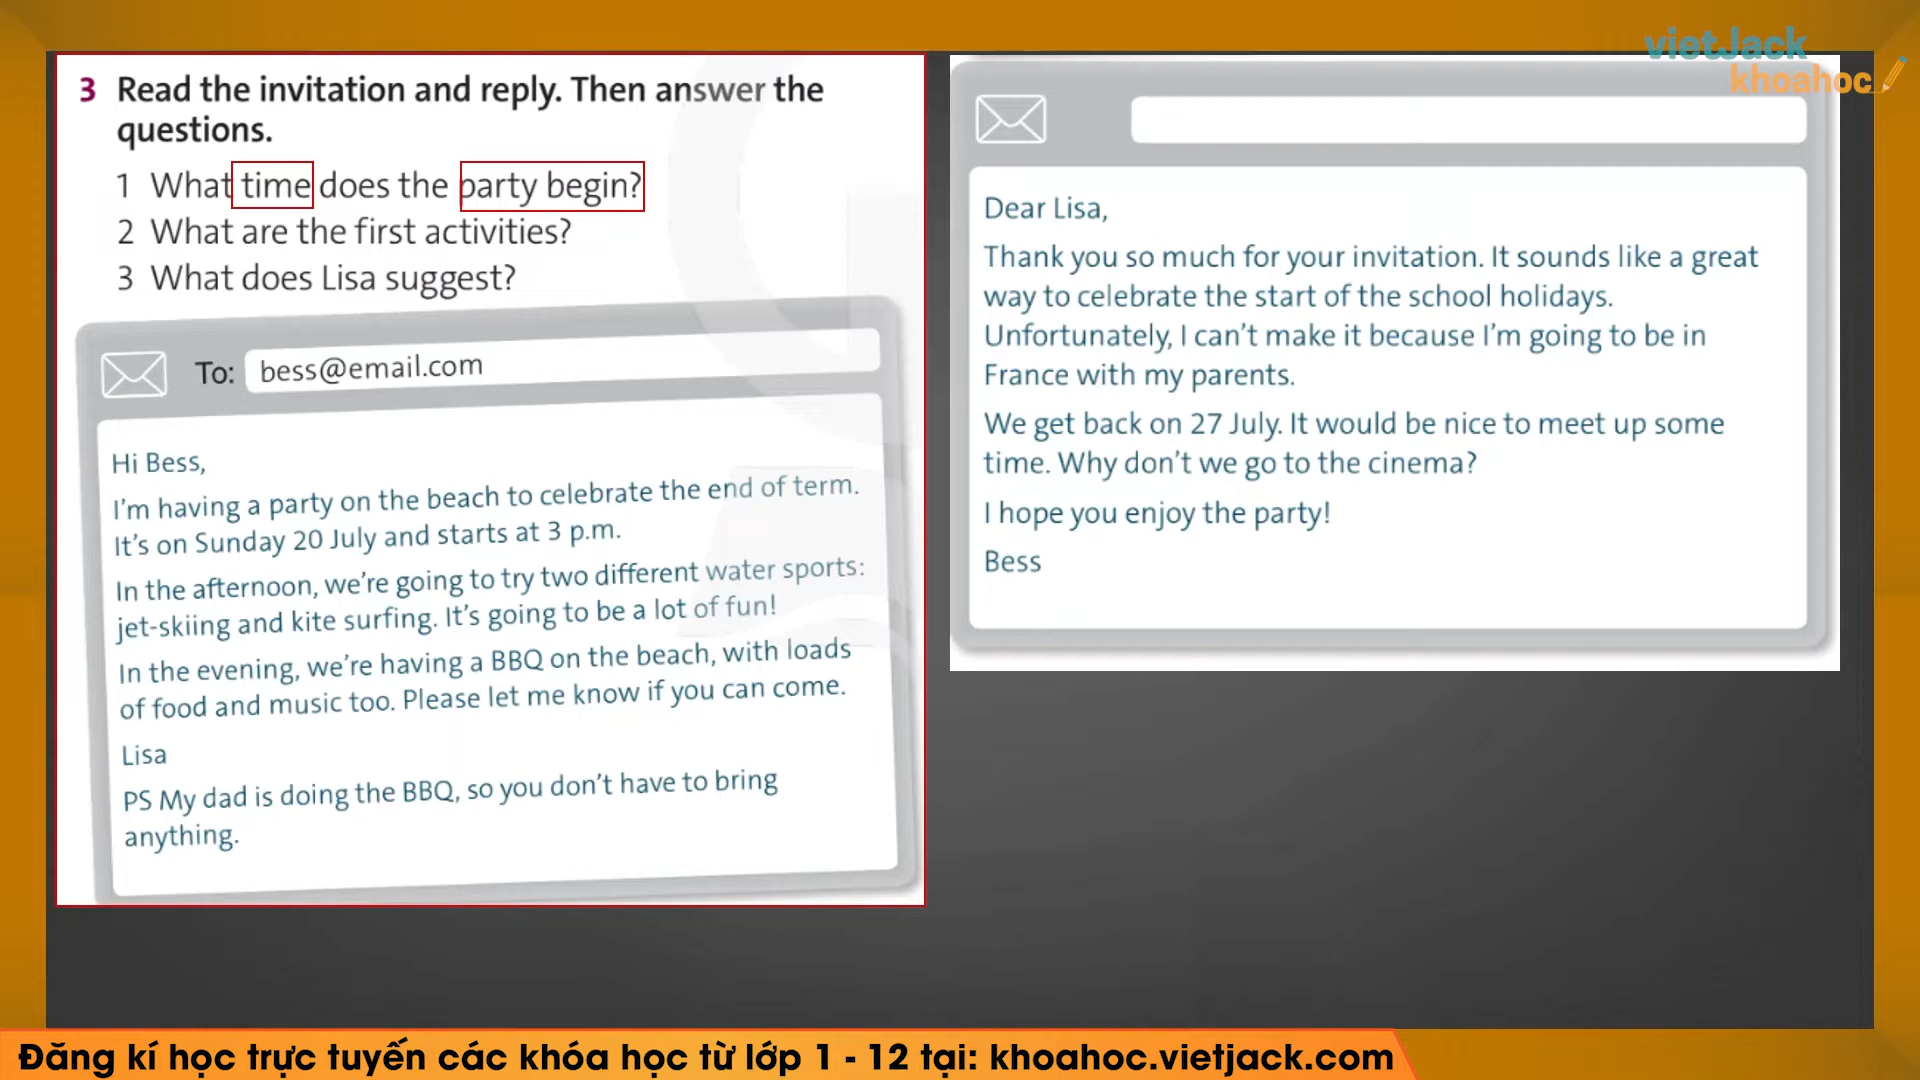 3 Read the invitation and reply. Then answer the
questions.
1 What time does the party begin?
2 What are the first activities?
3 What does Lisa suggest?
To: bess@email.com
Hi Bess,
I'm having a party on the beach to celebrate the end of term.
It's on Sunday 20 July and starts at 3 p.m.
In the afternoon, we're going to try two different water sports:
jet-skiing and kite surfing. It's going to be a lot of fun!
In the evening, we're having a BBQ on the beach, with loads
of food and music too. Please let me know if you can come.
Lisa
PS My dad is doing the BBQ, so you don't have to bring
anything.
vietJack
khoahoc
Dear Lisa,
Thank you so much for your invitation. It sounds like a great
way to celebrate the start of the school holidays.
Unfortunately, I can't make it because I'm going to be in
France with my parents.
We get back on 27 July. It would be nice to meet up some
time. Why don't we go to the cinema?
I hope you enjoy the party!
Bess
Đăng kí học trực tuyến các khóa học từ lớp 1 - 12 tại: khoahoc.vietjack.com